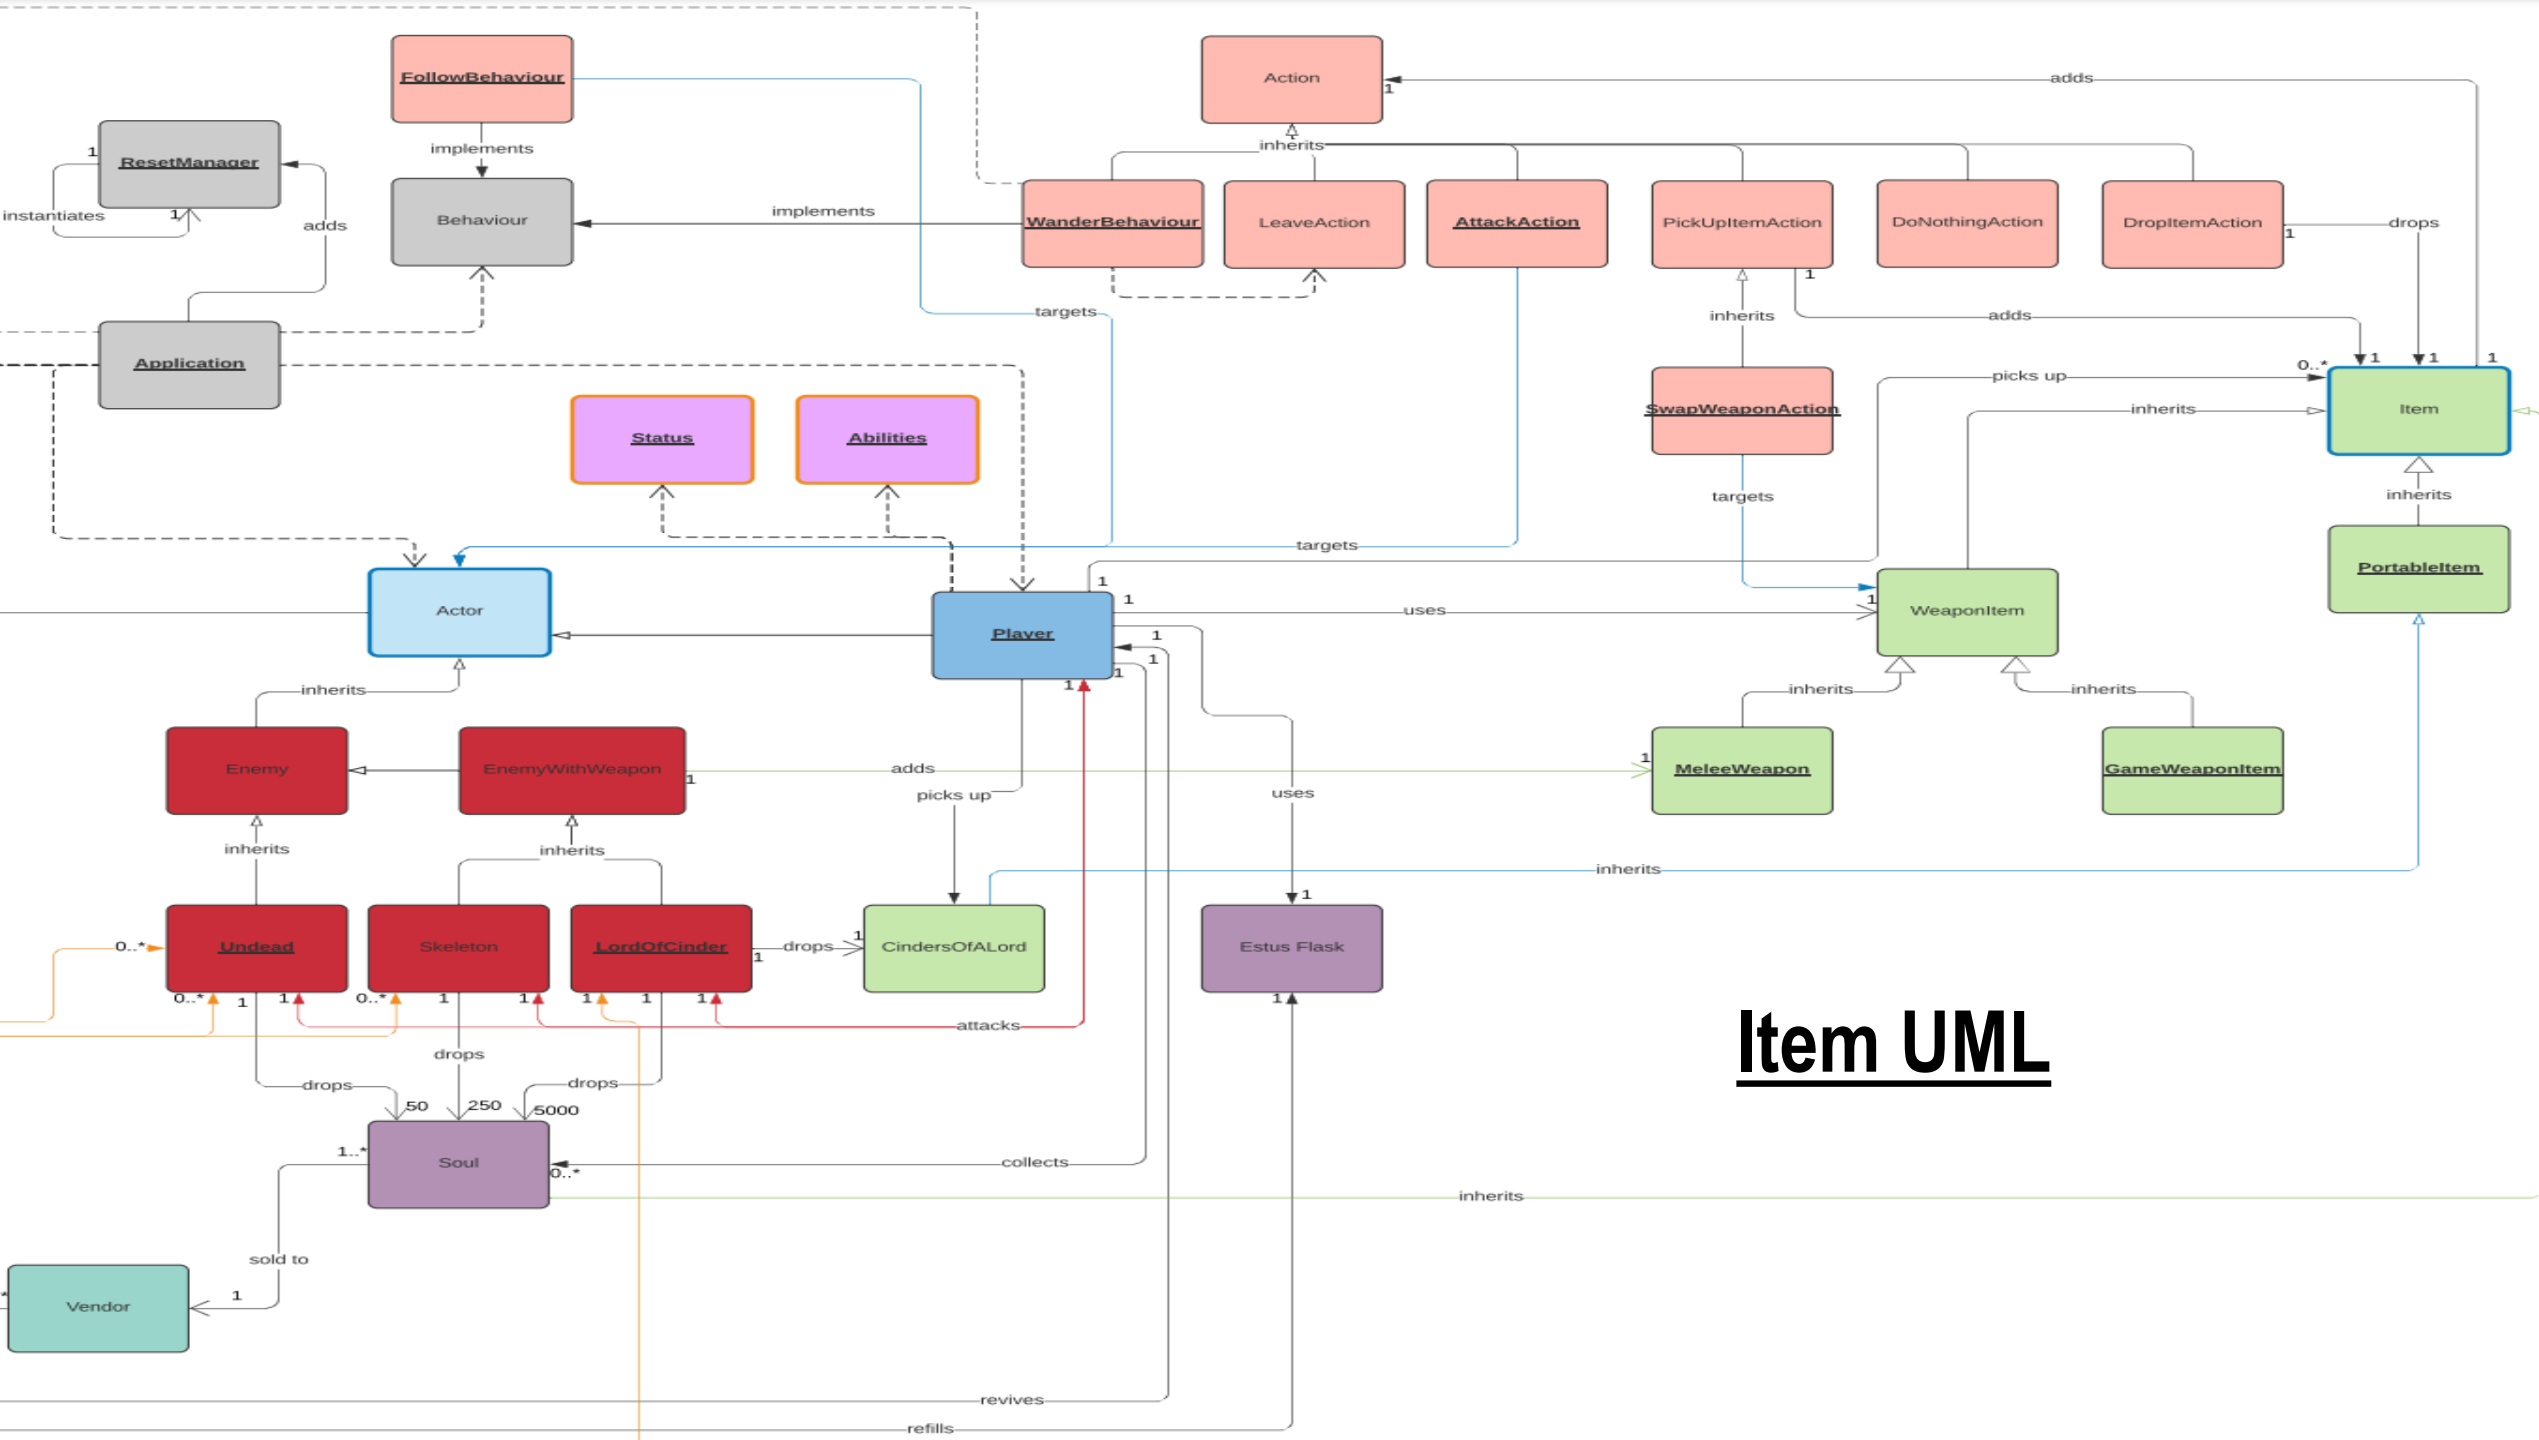 FollowBehaviour
Action
adds
1
implements
inherits
1
ResetManager
instantiates
1
adds
Behaviour
implements
WanderBehaviour
LeaveAction
AttackAction
PickUpItemAction
DoNothingAction
DropItemAction
1
drops
1
targets
inherits
adds
Application
0..*
1
1
1
picks up
Status
Abilities
SwapWeaponAction
inherits
Item
targets
inherits
targets
PortableItem
Actor
Player
1
1
uses
1
WeaponItem
1
1
1
1
inherits
inherits
inherits
Enemy
EnemyWithWeapon
1
adds
1
MeleeWeapon
GameWeaponItem
picks up
uses
inherits
inherits
inherits
1
0..*
Undead
Skeleton
LordOfCinder
1
drops
1
CindersOfALord
Estus Flask
0..*
1
1
0..*
1
1
1
1
1
1
attacks
Item UML
drops
drops
drops
50
250
5000
1..*
Soul
0..*
collects
inherits
sold to
1
*
Vendor
revives
refills